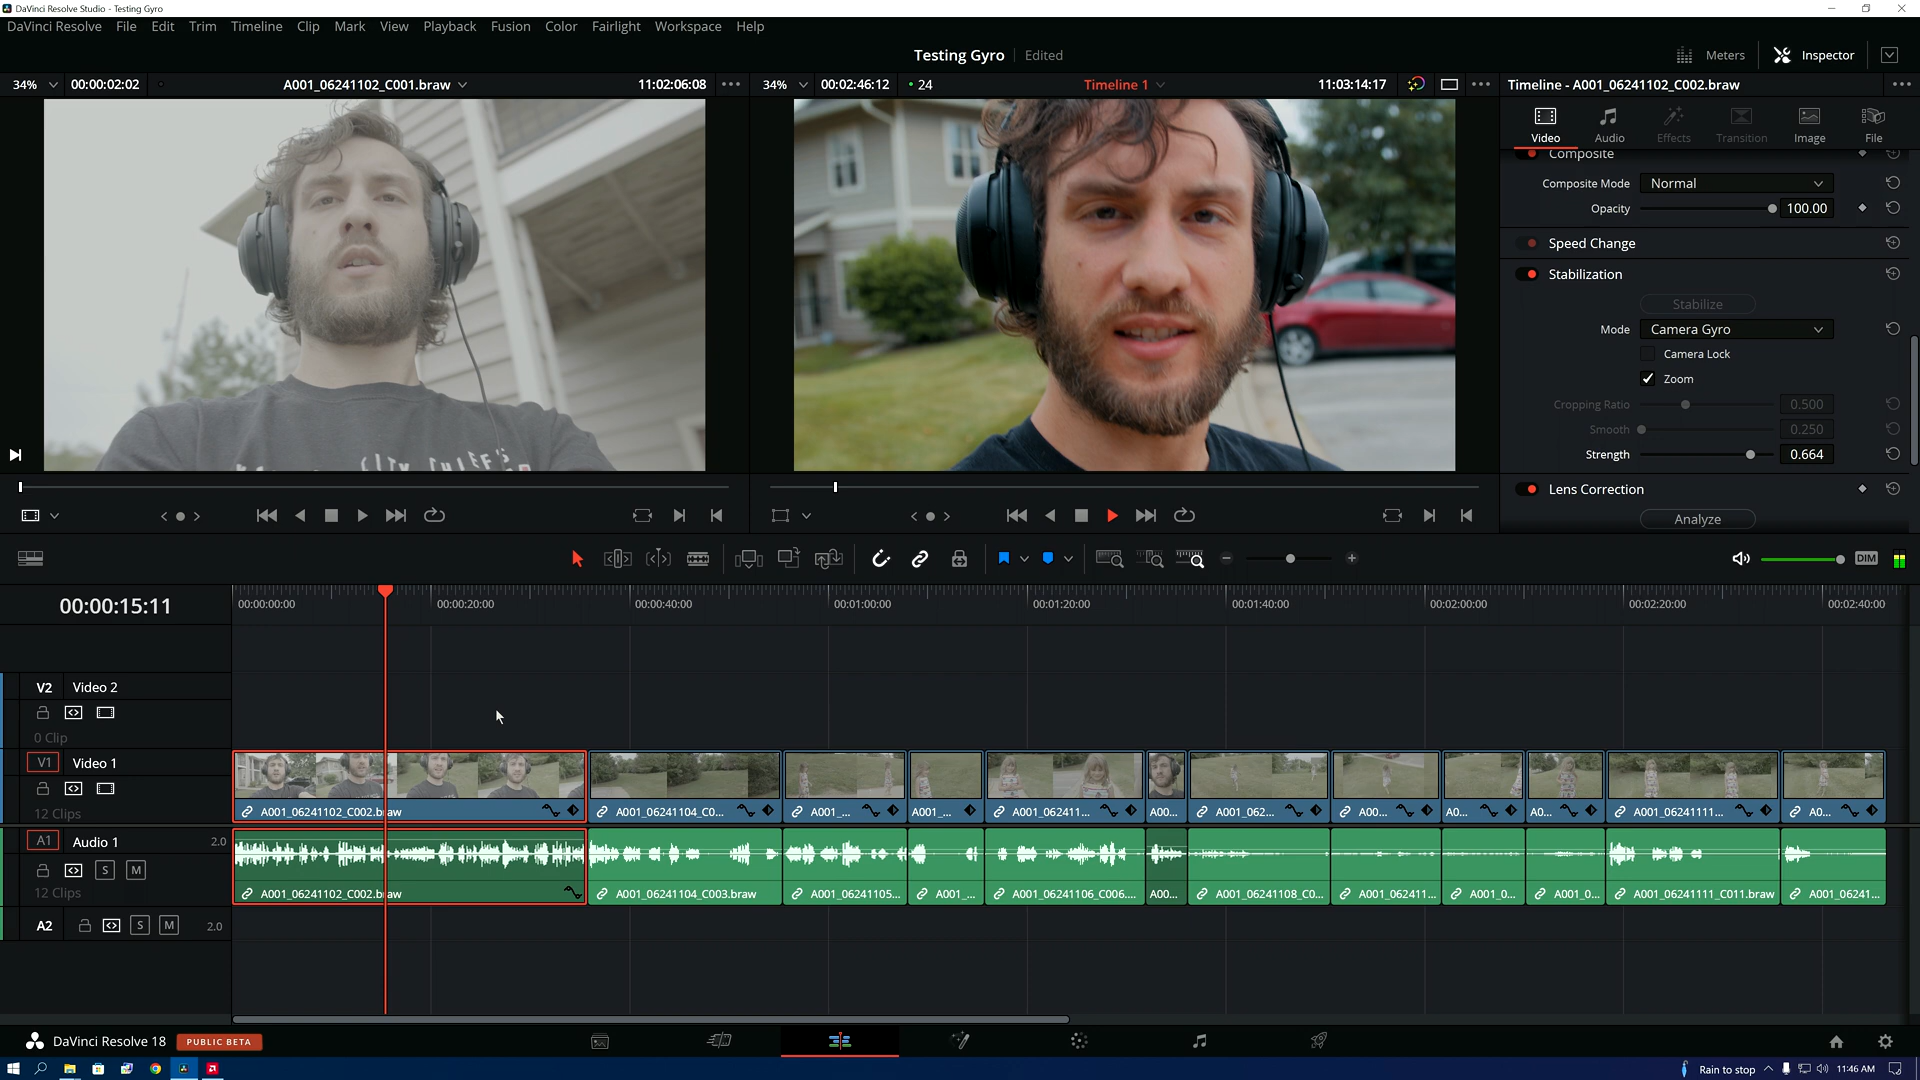 DaVinci Resolve Studio - Testing Gyro
DaVinci Resolve File Edit Trim Timeline Clip Mark View Playback Fusion Color Fairlight Workspace Help
Testing Gyro Edited
Meters Inspector
34% 00:00:02:02 A001_06241102_C001.braw 11:02:06:08 ••• 34% 00:02:46:12 • 24 Timeline 1 11:03:14:17 ••• Timeline - A001_06241102_C002.braw •••
Video Audio Effects Transition Image File
Composite
Composite Mode Normal
Opacity 100.00
Speed Change
Stabilization
Stabilize
Mode Camera Gyro
Camera Lock
Zoom
Cropping Ratio 0.500
Smooth 0.250
Strength 0.664
Lens Correction
Analyze
DIM
00:00:15:11
00:00:00:00 00:00:20:00 00:00:40:00 00:01:00:00 00:01:20:00 00:01:40:00 00:02:00:00 00:02:20:00 00:02:40:00
V2 Video 2
0 Clip
V1 Video 1
12 Clips
A001_06241102_C002.braw A001_06241104_C0... A001_... A001... A001_062411... A00... A001_062... A00... A0... A0... A001_06241111... A0...
A1 Audio 1 2.0
S M
12 Clips
A001_06241102_C002.braw A001_06241104_C003.braw A001_06241105... A001_... A001_06241106_C006.... A00... A001_06241108_C0... A001_062411... A001_0... A001_0... A001_06241111_C011.braw A001_06241...
A2 S M 2.0
DaVinci Resolve 18 PUBLIC BETA
Rain to stop 11:46 AM